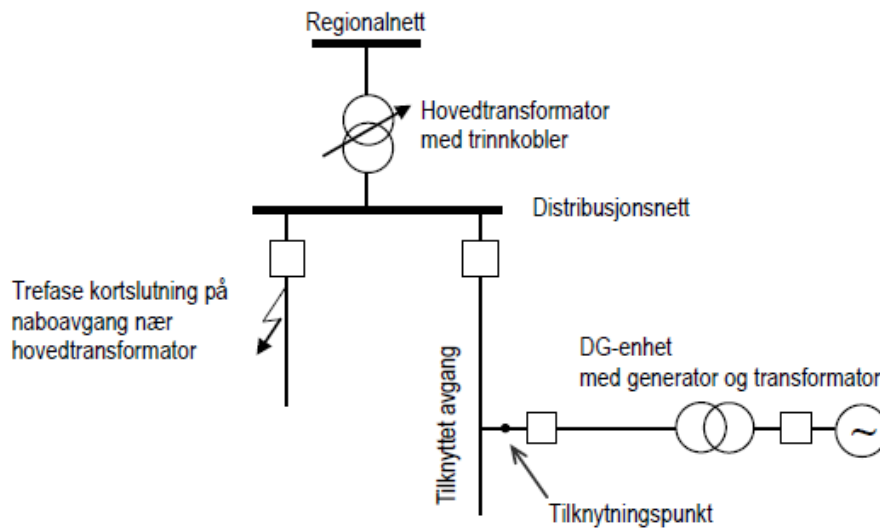 Regionalnett
Hovedtransformator
med trinnkobler
Distribusjonsnett
Trefase kortslutning på
naboavgang nær
hovedtransformator
DG-enhet
med generator og transformator
Tilknyttet avgang
~
Tilknytningspunkt